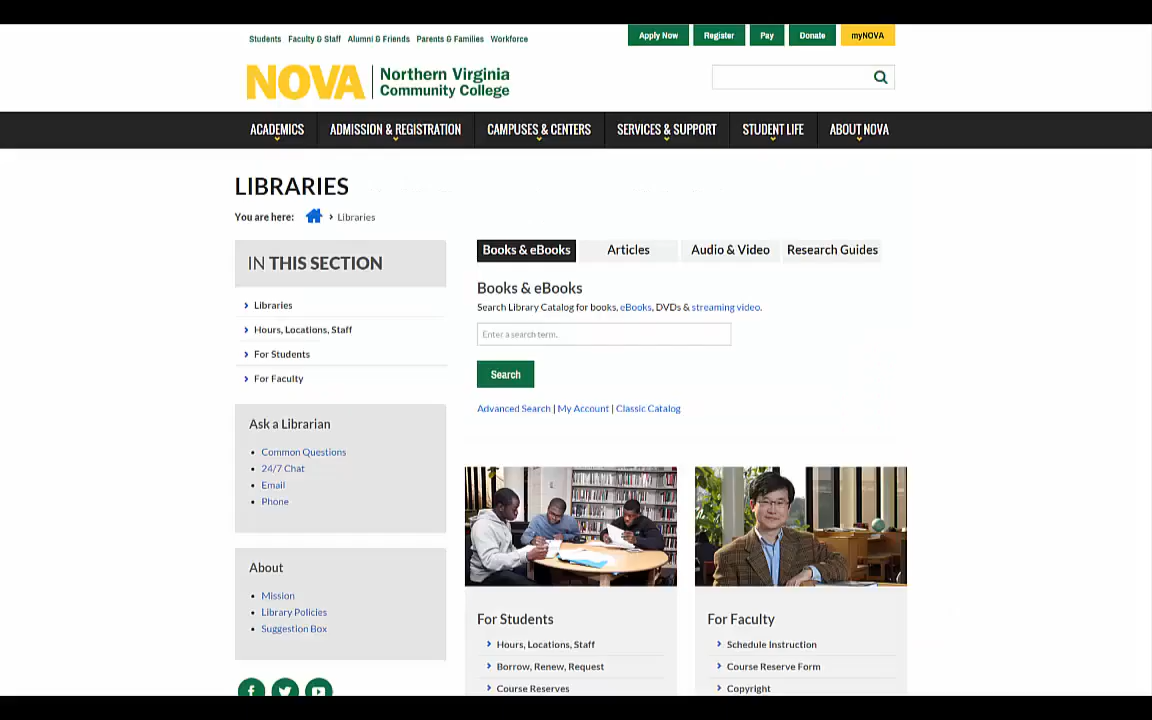 Students Faculty & Staff Alumni & Friends Parents & Families Workforce
Apply Now Register Pay Donate myNOVA
NOVA Northern Virginia
Community College
ACADEMICS ADMISSION & REGISTRATION CAMPUSES & CENTERS SERVICES & SUPPORT STUDENT LIFE ABOUT NOVA
LIBRARIES
You are here: Libraries
IN THIS SECTION
Libraries
Hours, Locations, Staff
For Students
For Faculty
Ask a Librarian
Common Questions
24/7 Chat
Email
Phone
About
Mission
Library Policies
Suggestion Box
Books & eBooks Articles Audio & Video Research Guides
Books & eBooks
Search Library Catalog for books, eBooks, DVDs & streaming video.
Enter a search term.
Search
Advanced Search | My Account | Classic Catalog
For Students
Hours, Locations, Staff
Borrow, Renew, Request
Course Reserves
For Faculty
Schedule Instruction
Course Reserve Form
Copyright